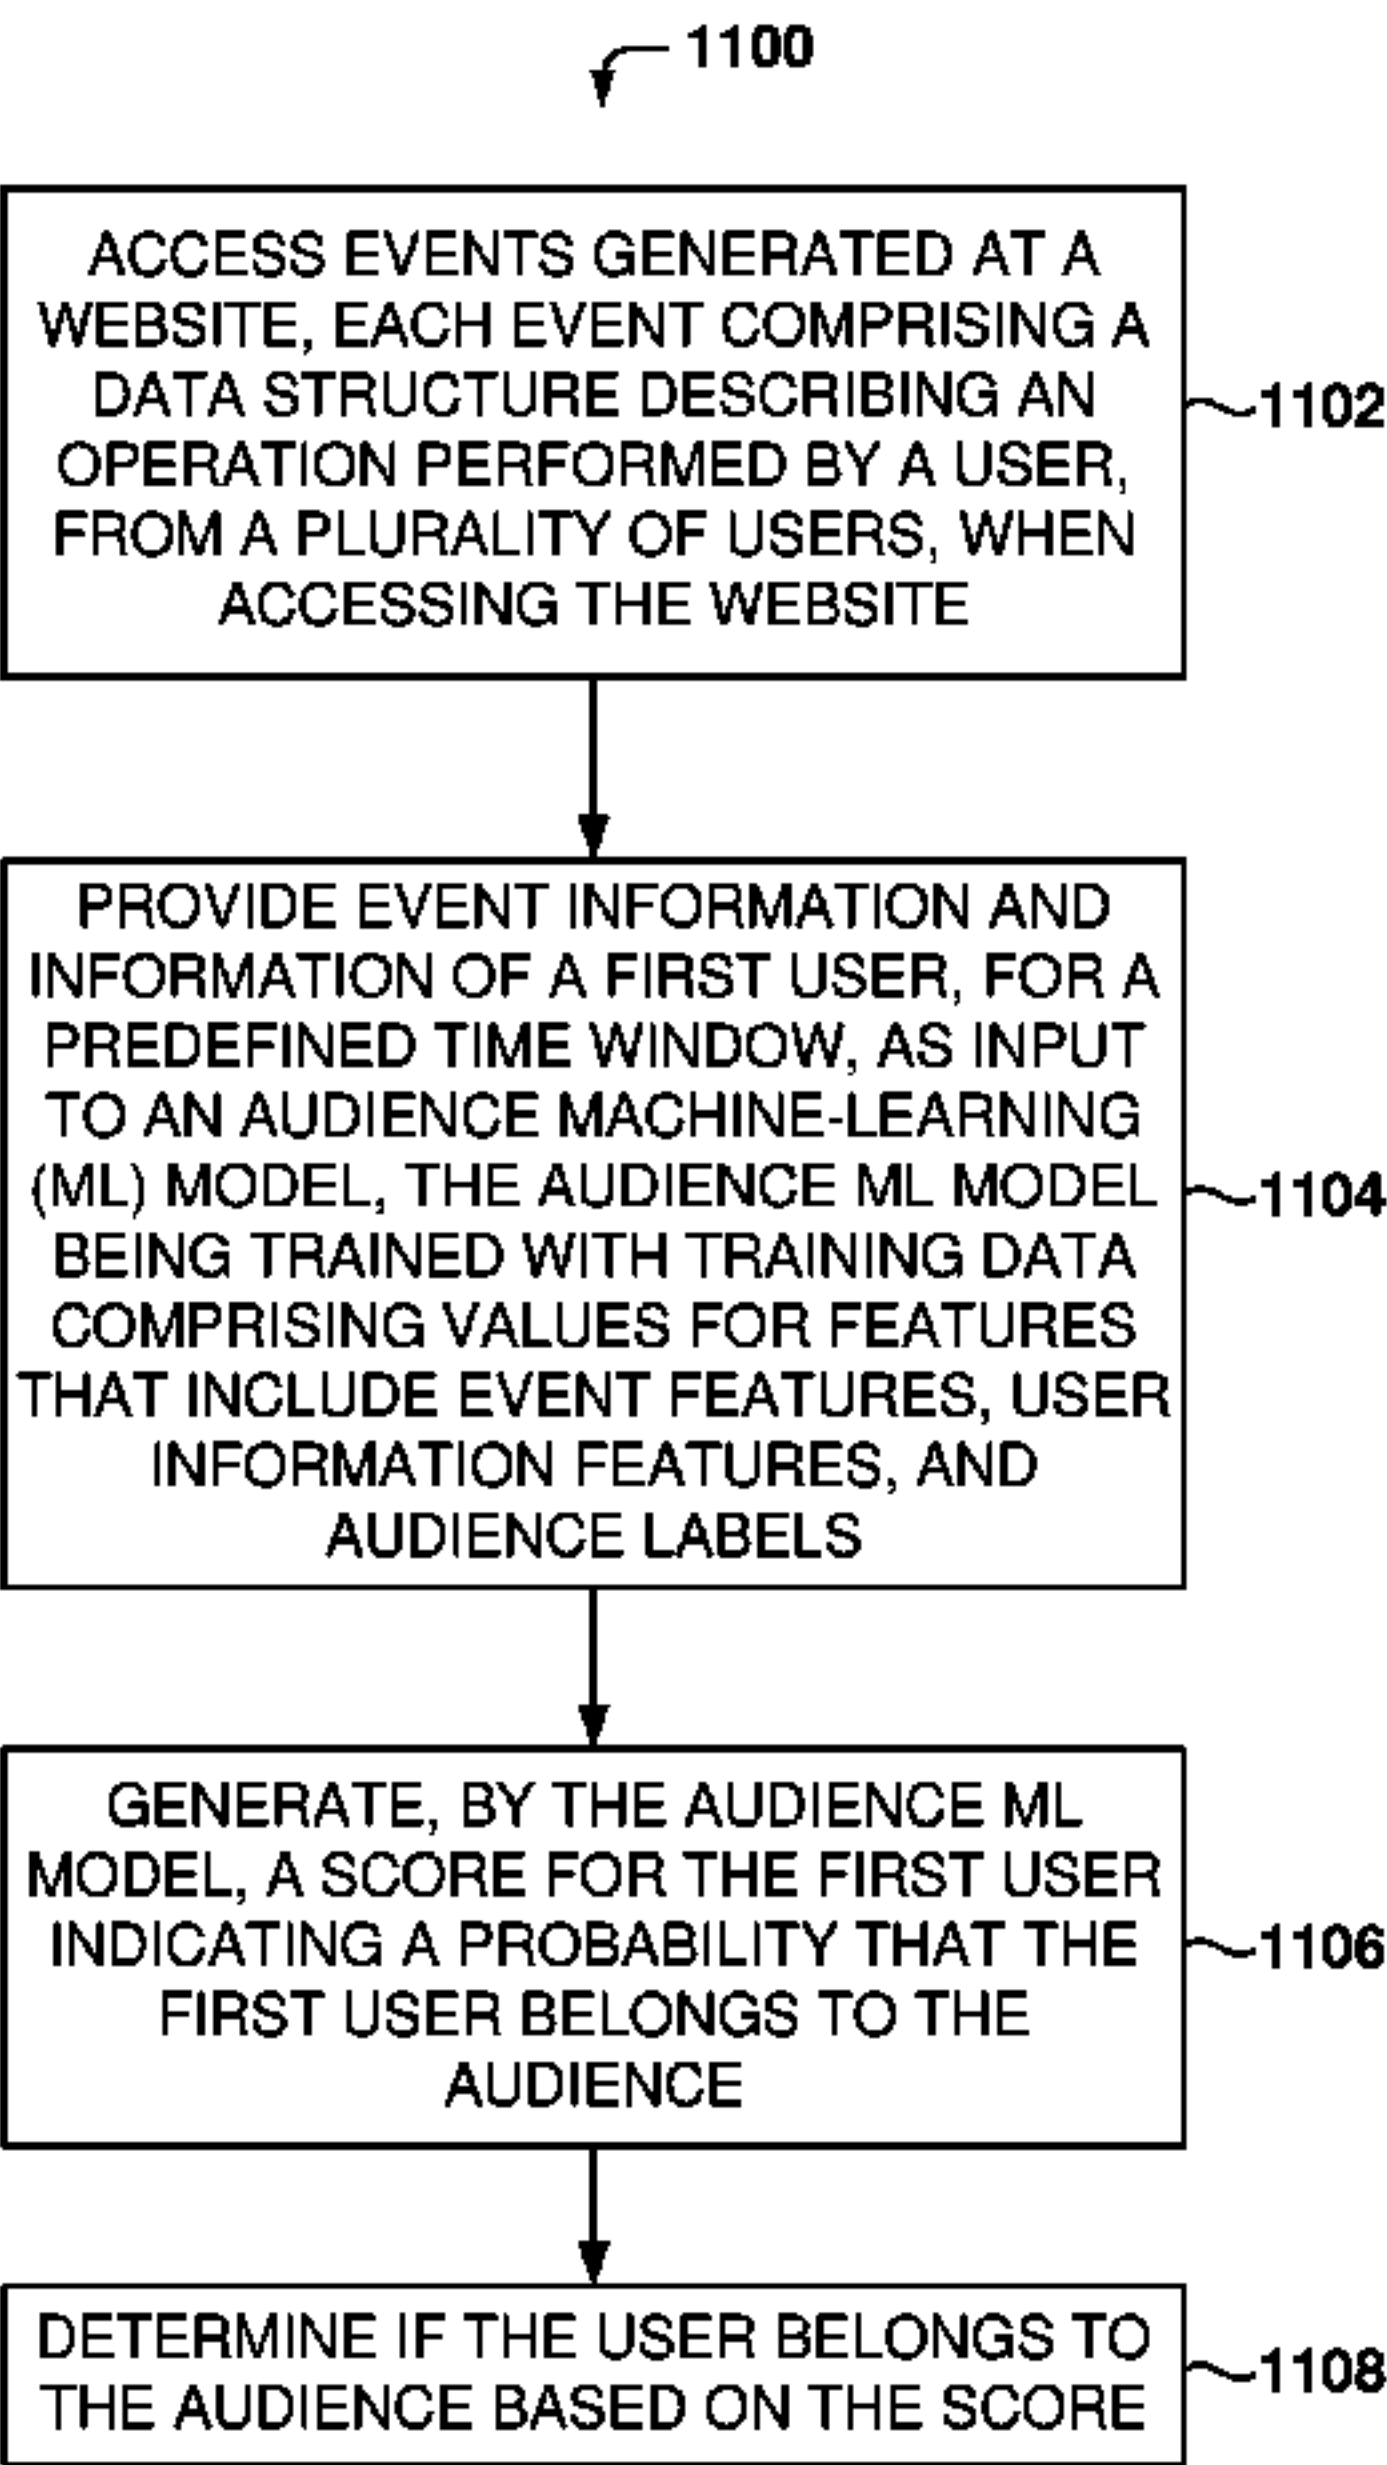 1100
ACCESS EVENTS GENERATED AT A
WEBSITE, EACH EVENT COMPRISING A
DATA STRUCTURE DESCRIBING AN
OPERATION PERFORMED BY A USER,
FROM A PLURALITY OF USERS, WHEN
ACCESSING THE WEBSITE
1102
PROVIDE EVENT INFORMATION AND
INFORMATION OF A FIRST USER, FOR A
PREDEFINED TIME WINDOW, AS INPUT
TO AN AUDIENCE MACHINE-LEARNING
(ML) MODEL, THE AUDIENCE ML MODEL
BEING TRAINED WITH TRAINING DATA
COMPRISING VALUES FOR FEATURES
THAT INCLUDE EVENT FEATURES, USER
INFORMATION FEATURES, AND
AUDIENCE LABELS
1104
GENERATE, BY THE AUDIENCE ML
MODEL, A SCORE FOR THE FIRST USER
INDICATING A PROBABILITY THAT THE
FIRST USER BELONGS TO THE
AUDIENCE
1106
DETERMINE IF THE USER BELONGS TO
THE AUDIENCE BASED ON THE SCORE
1108